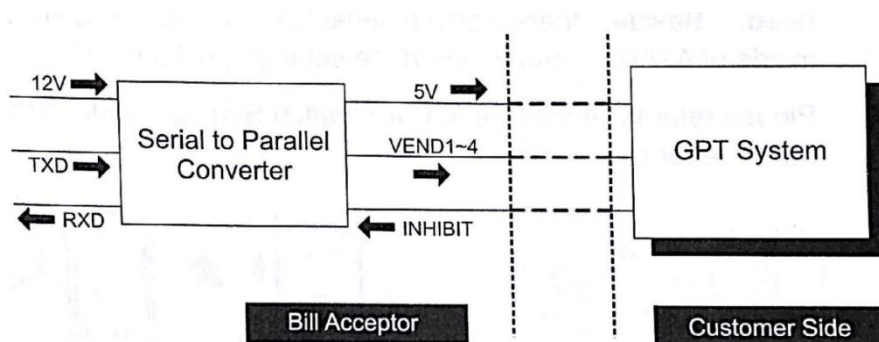 12V
5V
Serial to Parallel
Converter
VEND1~4
GPT System
TXD
RXD
INHIBIT
Bill Acceptor
Customer Side